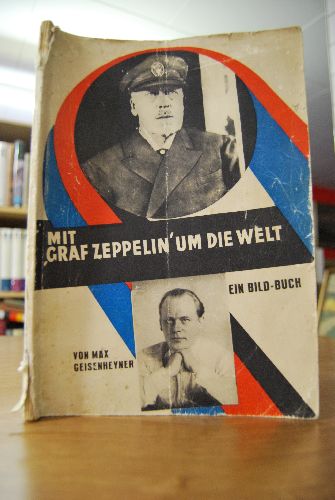 MIT
„GRAF ZEPPELIN" UM DIE WELT
EIN BILD-BUCH
VON MAX
GEISENHEYNER